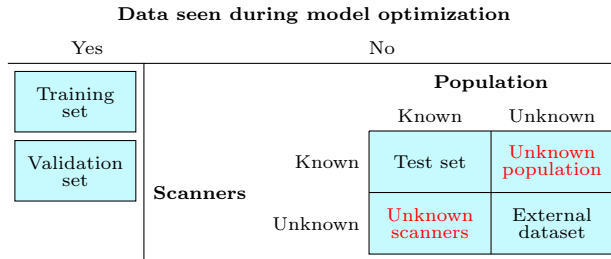 Data seen during model optimization
Yes
No
Training
set
Validation
set
Population
Known
Unknown
Scanners
Known
Test set
Unknown
population
Unknown
Unknown
scanners
External
dataset